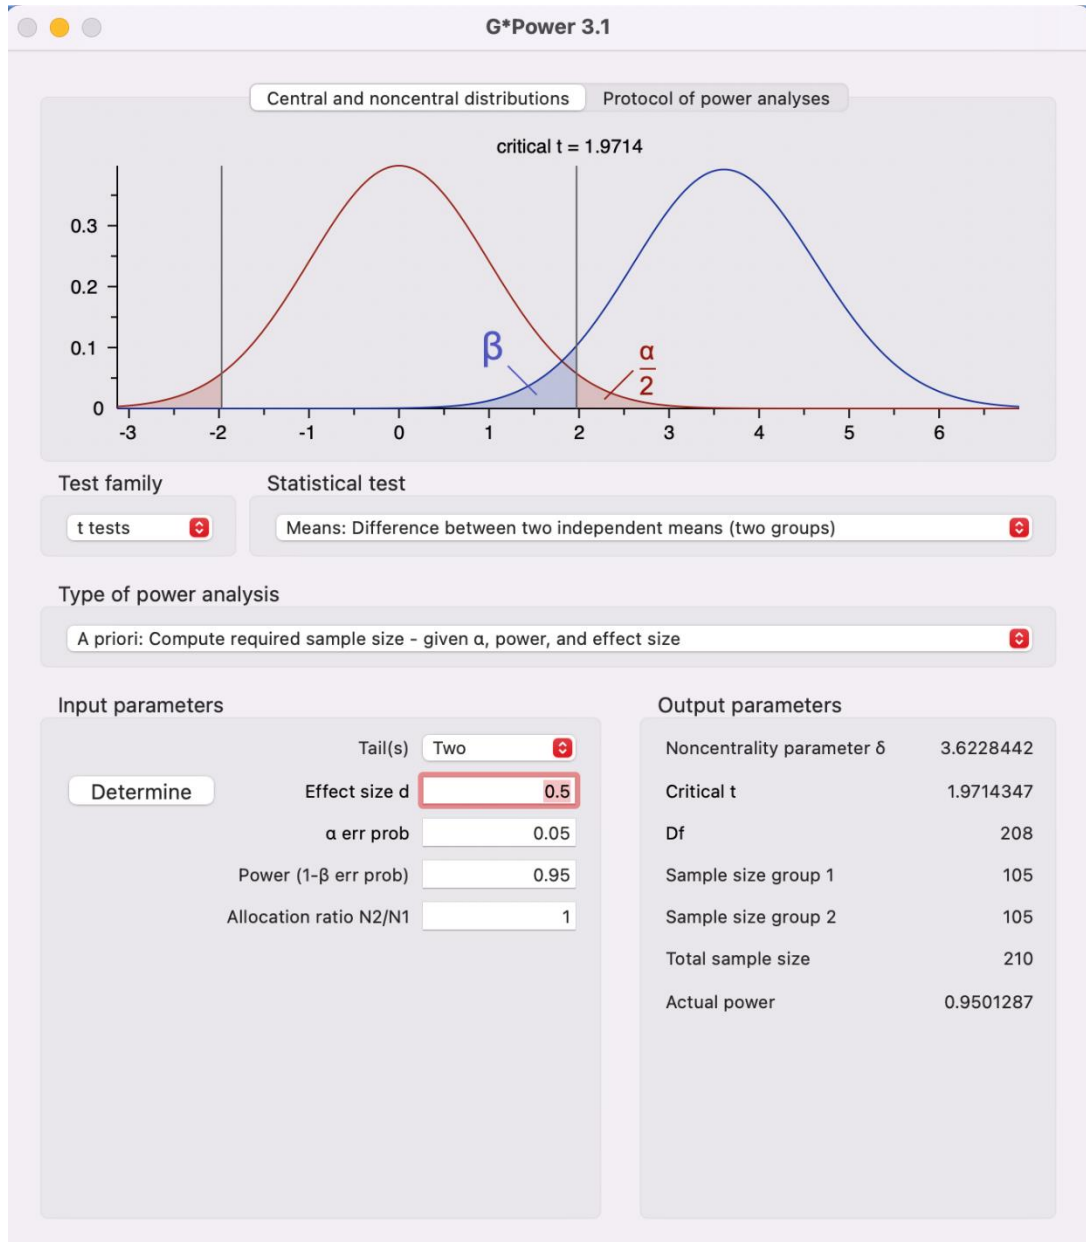 G*Power 3.1
Central and noncentral distributions Protocol of power analyses
critical t = 1.9714
0.3
0.2
0.1
0
β
α
2
-3 -2 -1 0 1 2 3 4 5 6
Test family Statistical test
t tests Means: Difference between two independent means (two groups)
Type of power analysis
A priori: Compute required sample size - given α, power, and effect size
Input parameters Output parameters
Tail(s) Two Noncentrality parameter δ 3.6228442
Determine Effect size d 0.5 Critical t 1.9714347
α err prob 0.05 Df 208
Power (1-β err prob) 0.95 Sample size group 1 105
Allocation ratio N2/N1 1 Sample size group 2 105
Total sample size 210
Actual power 0.9501287